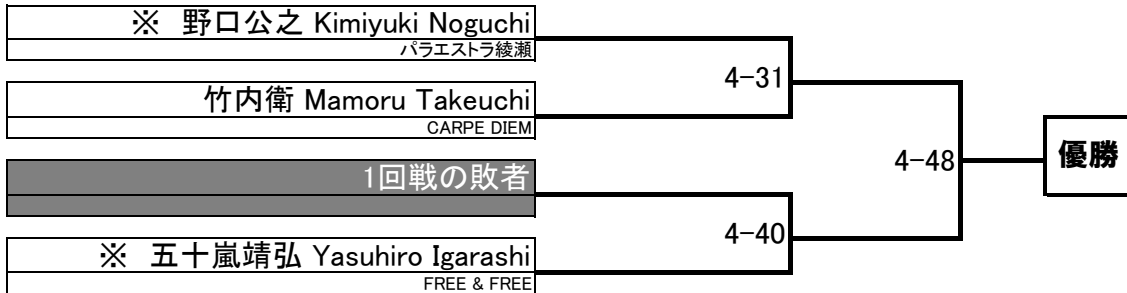 ※ 野口公之 Kimiyuki Noguchi
パラエストラ綾瀬
4-31
竹内衛 Mamoru Takeuchi
CARPE DIEM
4-48
優勝
1回戦の敗者
4-40
※ 五十嵐靖弘 Yasuhiro Igarashi
FREE & FREE